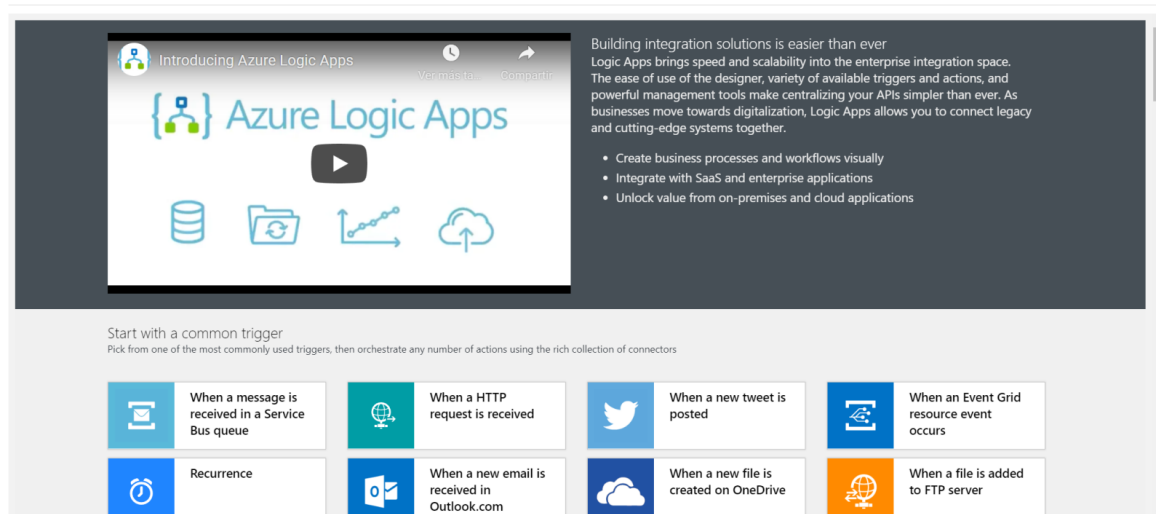 Introducing Azure Logic Apps
Ver más ta...
Compartir
Azure Logic Apps
Building integration solutions is easier than ever
Logic Apps brings speed and scalability into the enterprise integration space.
The ease of use of the designer, variety of available triggers and actions, and
powerful management tools make centralizing your APIs simpler than ever. As
businesses move towards digitalization, Logic Apps allows you to connect legacy
and cutting-edge systems together.
• Create business processes and workflows visually
• Integrate with SaaS and enterprise applications
• Unlock value from on-premises and cloud applications
Start with a common trigger
Pick from one of the most commonly used triggers, then orchestrate any number of actions using the rich collection of connectors
When a message is
received in a Service
Bus queue
When a HTTP
request is received
When a new tweet is
posted
When an Event Grid
resource event
occurs
Recurrence
When a new email is
received in
Outlook.com
When a new file is
created on OneDrive
When a file is added
to FTP server